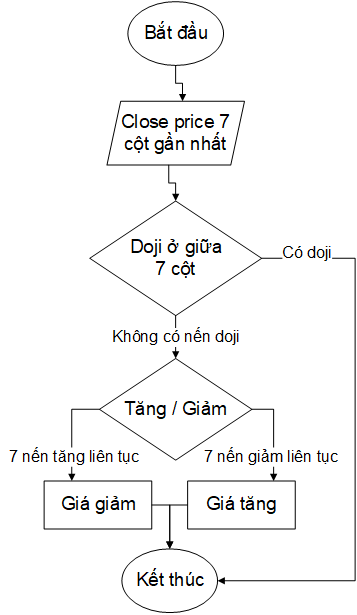 Bắt đầu
Close price 7
cột gần nhất
Doji ở giữa
7 cột
Có doji
Không có nến doji
Tăng / Giảm
7 nến tăng liên tục
7 nến giảm liên tục
Giá giảm
Giá tăng
Kết thúc